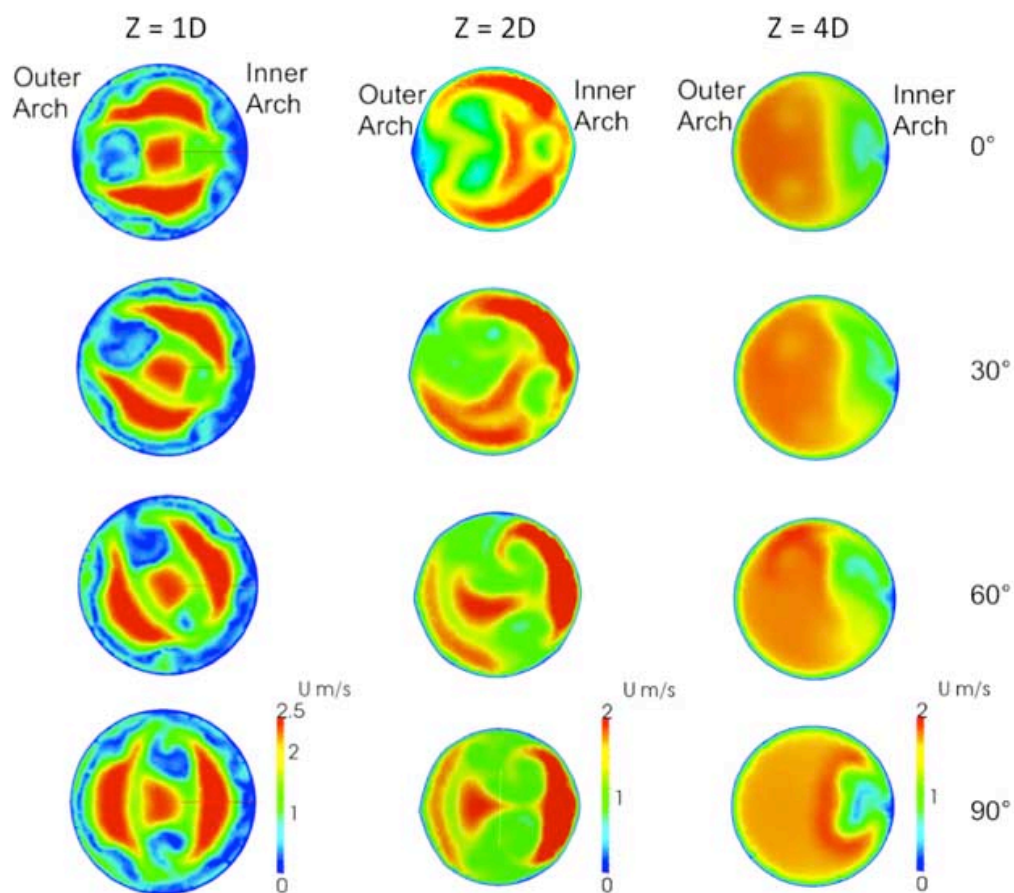 Z = 1D Z = 2D Z = 4D
Outer Arch Inner Arch Outer Arch Inner Arch Outer Arch Inner Arch
0°
30°
60°
U m/s U m/s U m/s
2.5 2 2
2
1 1 1
90°
0 0 0